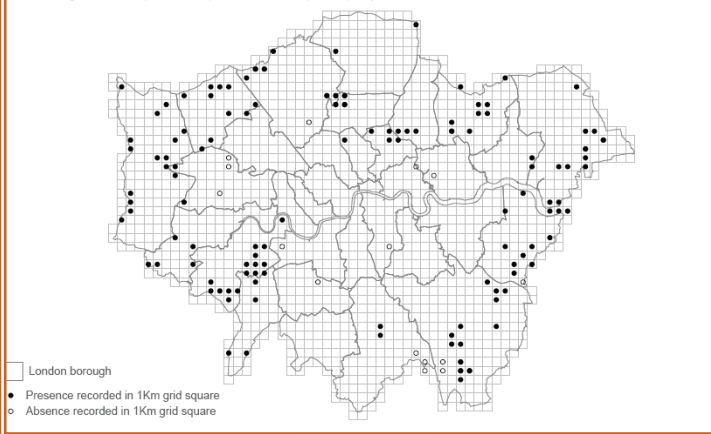 London borough
Presence recorded in 1Km grid square
Absence recorded in 1Km grid square